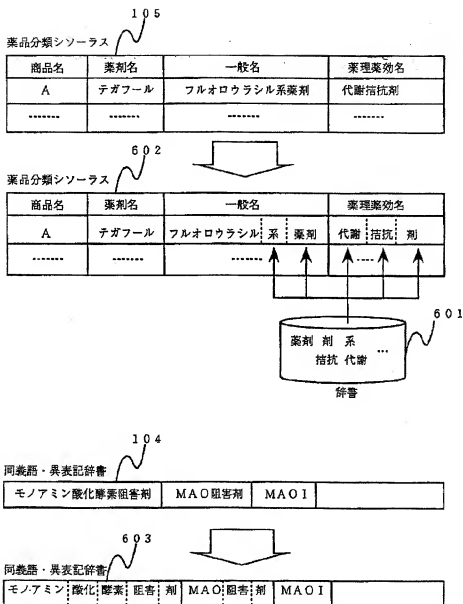 105
薬品分類シソーラス
商品名 薬剤名 一般名 薬理薬効名
A テガフール フルオロウラシル系薬剤 代謝拮抗剤
------- ------- ------- -------
602
薬品分類シソーラス
商品名 薬剤名 一般名 薬理薬効名
A テガフール フルオロウラシル 系 薬剤 代謝 拮抗 剤
------- ------- ------- ----
601
薬剤 剤 系
拮抗 代謝 …
辞書
104
同義語・異表記辞書
モノアミン酸化酵素阻害剤 MAO阻害剤 MAOI
603
同義語・異表記辞書
モノアミン 酸化 酵素 阻害 剤 MAO 阻害 剤 MAOI